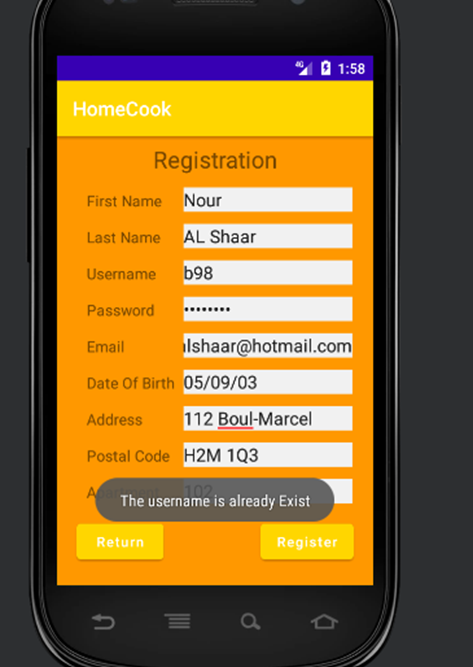 4G 1:58
HomeCook
Registration
First Name Nour
Last Name AL Shaar
Username b98
Password ••••••••
Email lshaar@hotmail.com
Date Of Birth 05/09/03
Address 112 Boul-Marcel
Postal Code H2M 1Q3
102
The username is already Exist
Return Register